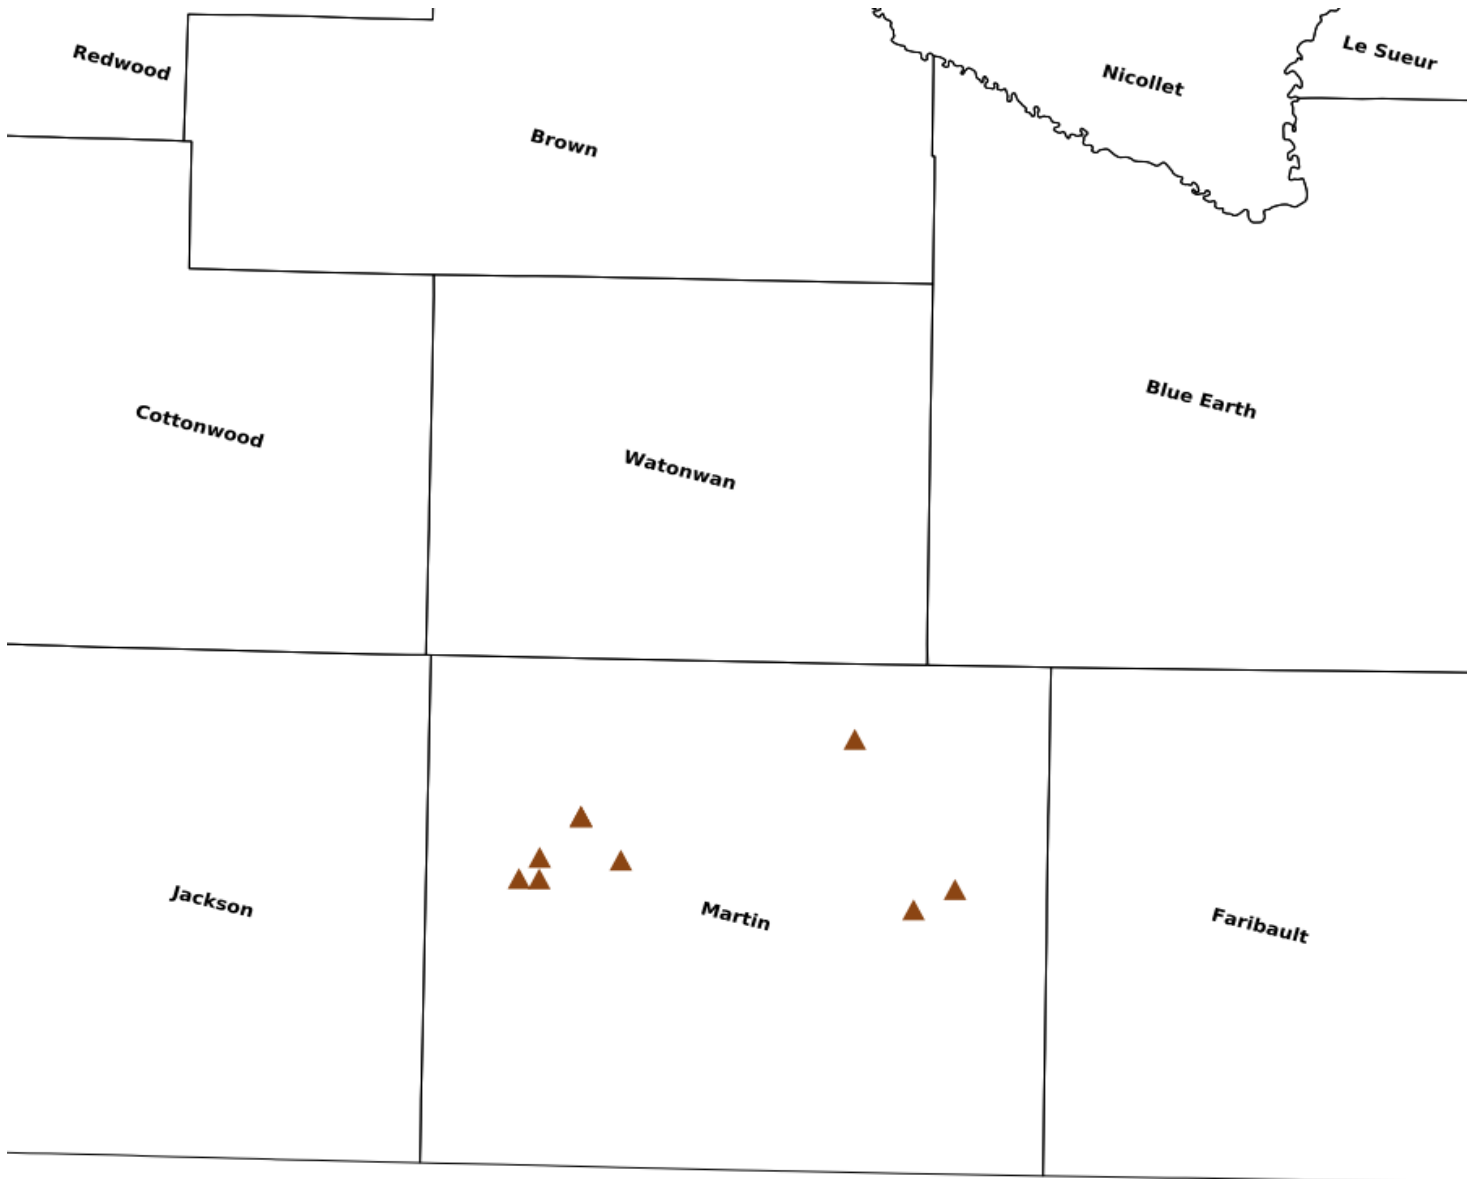 Le Sueur
Redwood
Nicollet
Brown
Blue Earth
Cottonwood
Watonwan
Jackson
Martin
Faribault